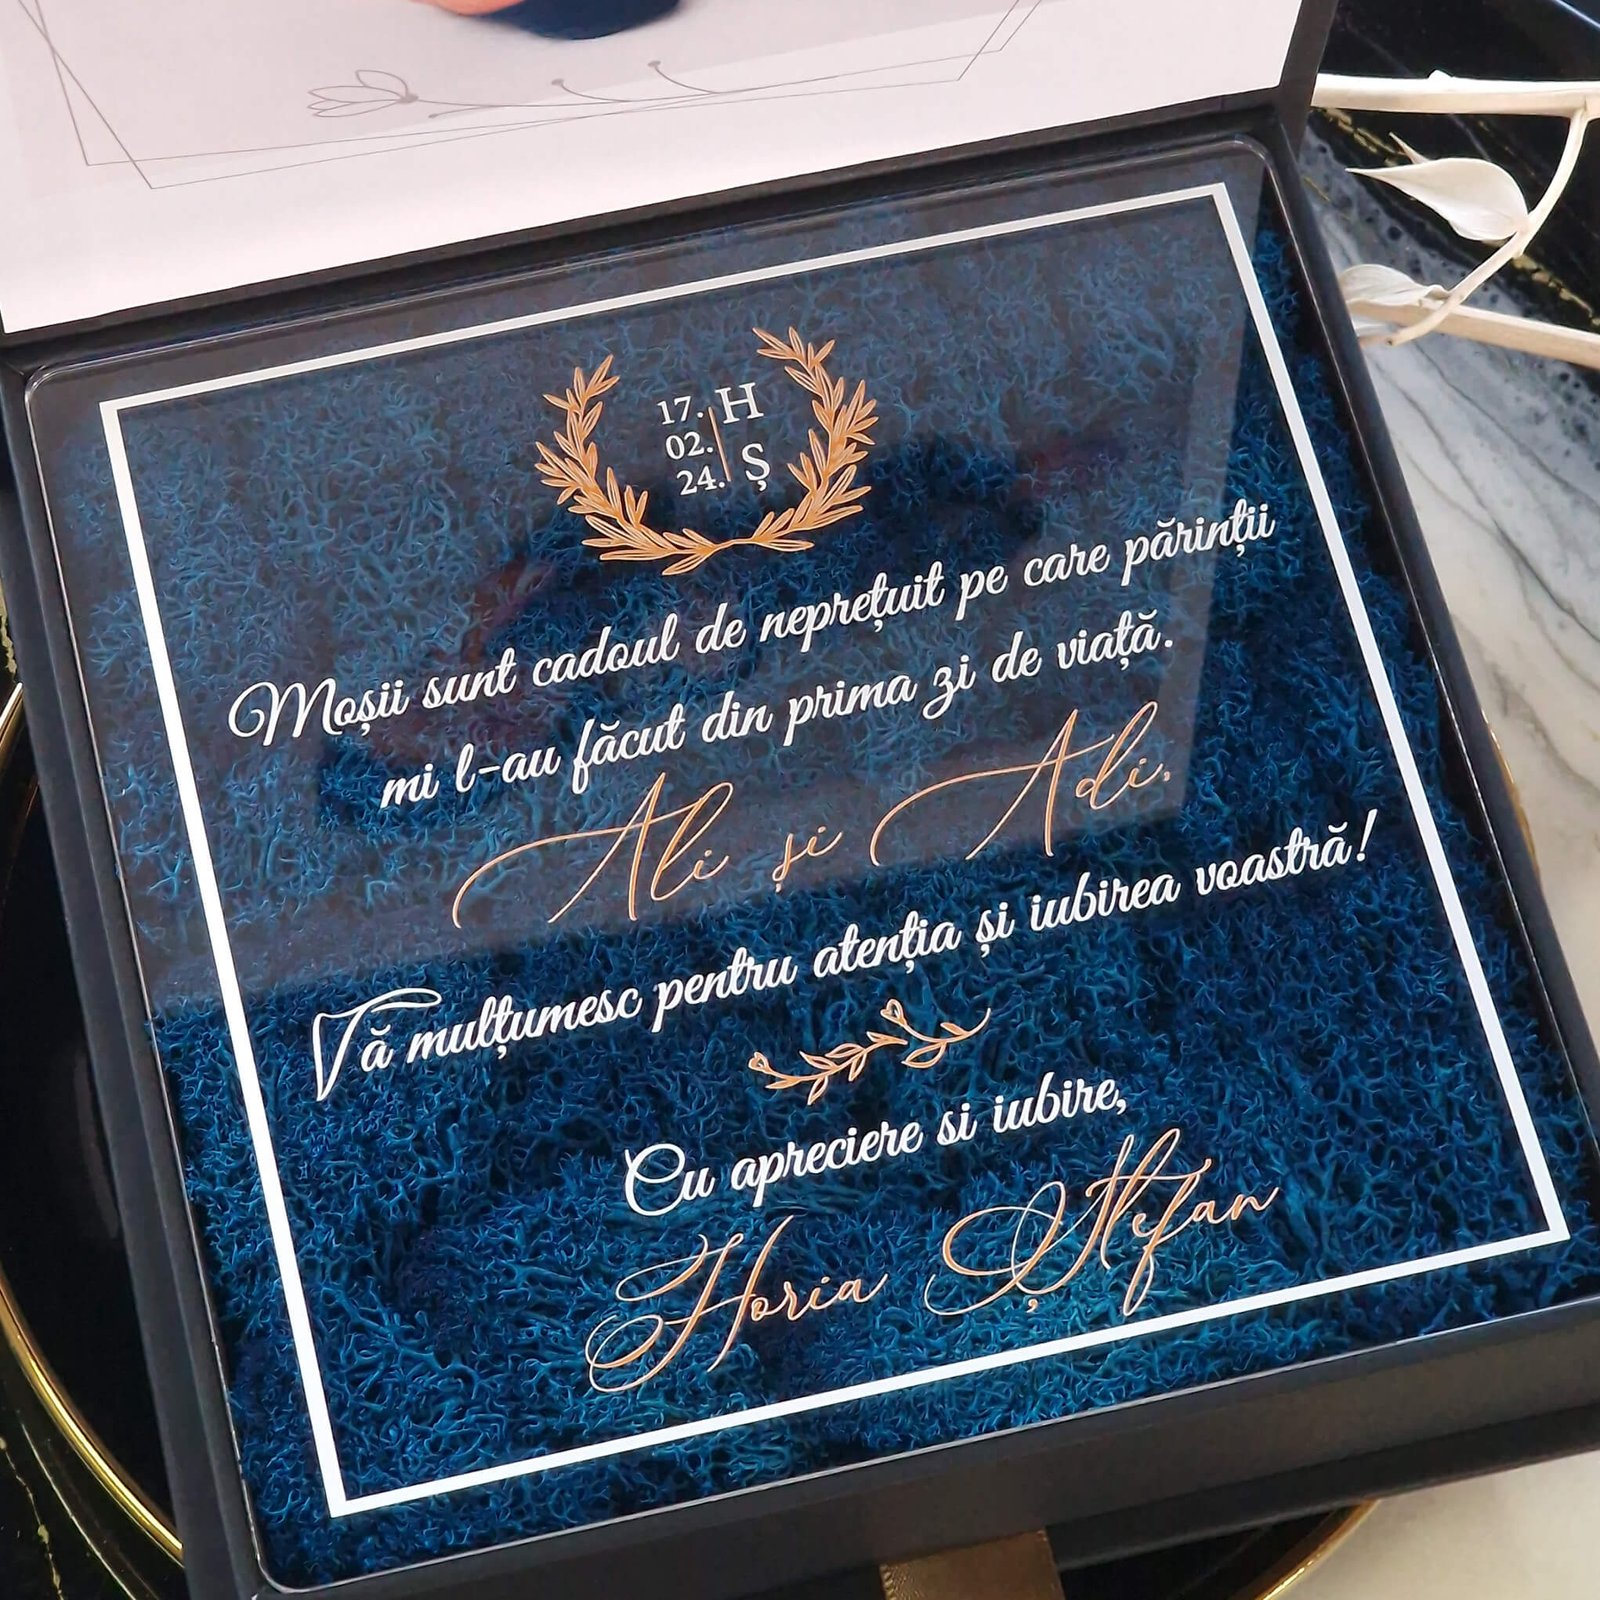 17. H
02.
24. Ș
Moșii sunt cadoul de neprețuit pe care părinții
mi l-au făcut din prima zi de viață.
Ali și Adi,
Vă mulțumesc pentru atenția și iubirea voastră!
Cu apreciere si iubire,
Horia Ștefan